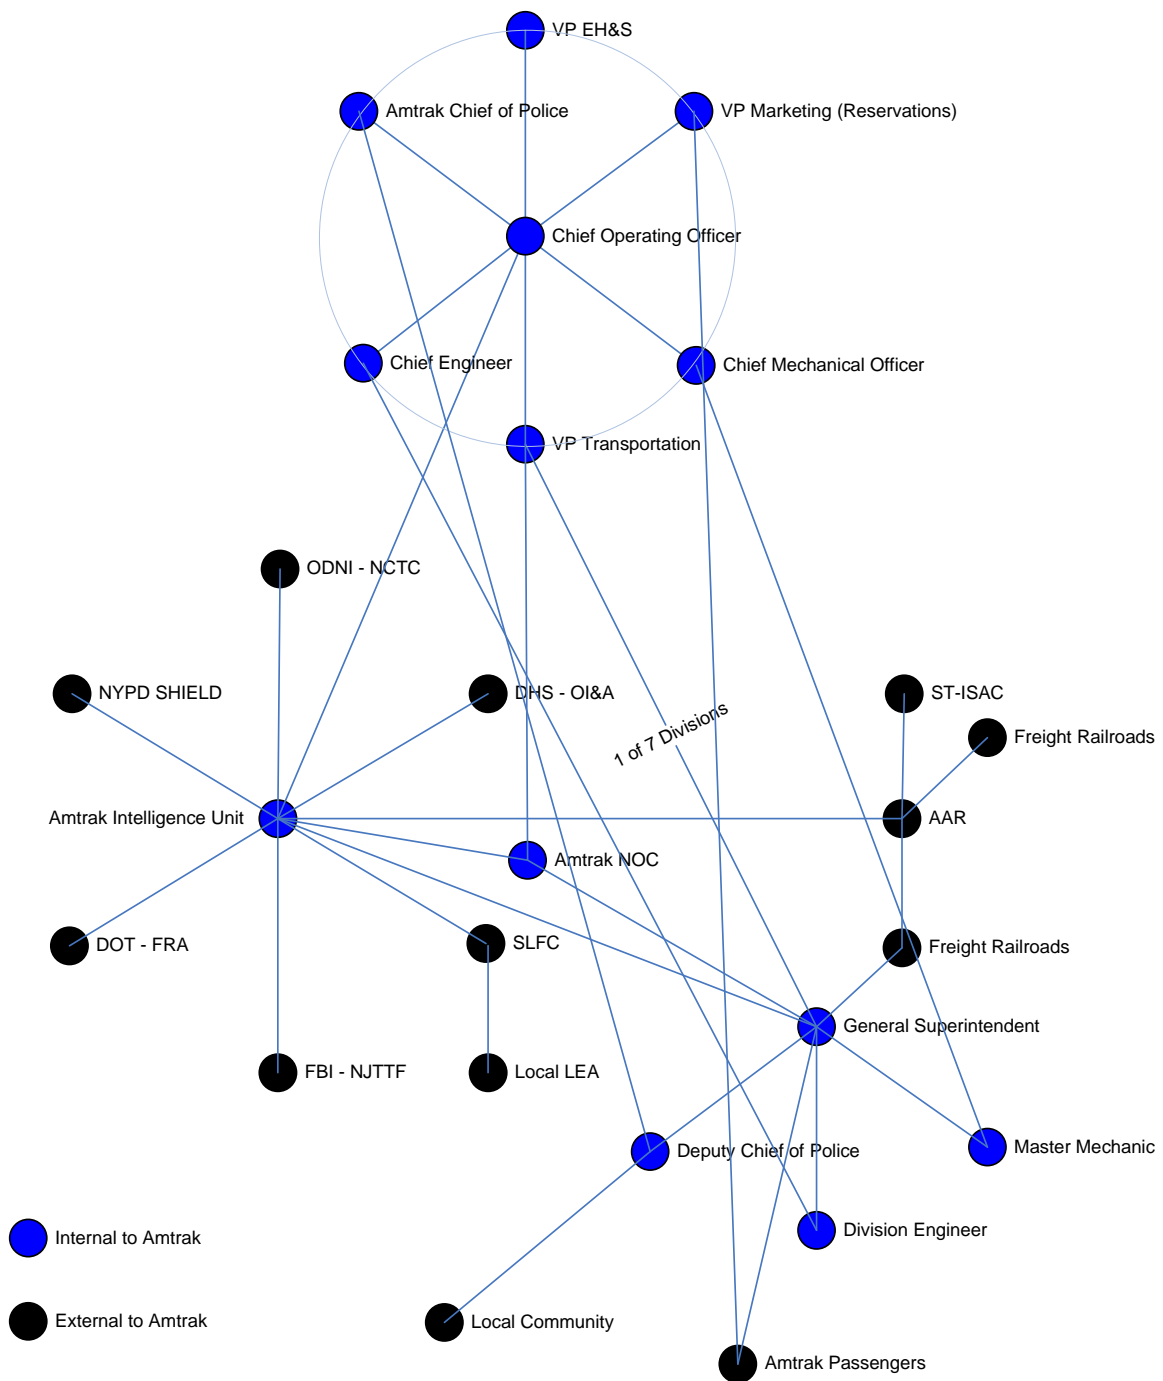 VP EH&S
Amtrak Chief of Police
VP Marketing (Reservations)
Chief Operating Officer
Chief Engineer
Chief Mechanical Officer
VP Transportation
ODNI - NCTC
NYPD SHIELD
DHS - OI&A
ST-ISAC
1 of 7 Divisions
Freight Railroads
Amtrak Intelligence Unit
AAR
Amtrak NOC
DOT - FRA
SLFC
Freight Railroads
General Superintendent
FBI - NJTTF
Local LEA
Deputy Chief of Police
Master Mechanic
Internal to Amtrak
Division Engineer
External to Amtrak
Local Community
Amtrak Passengers